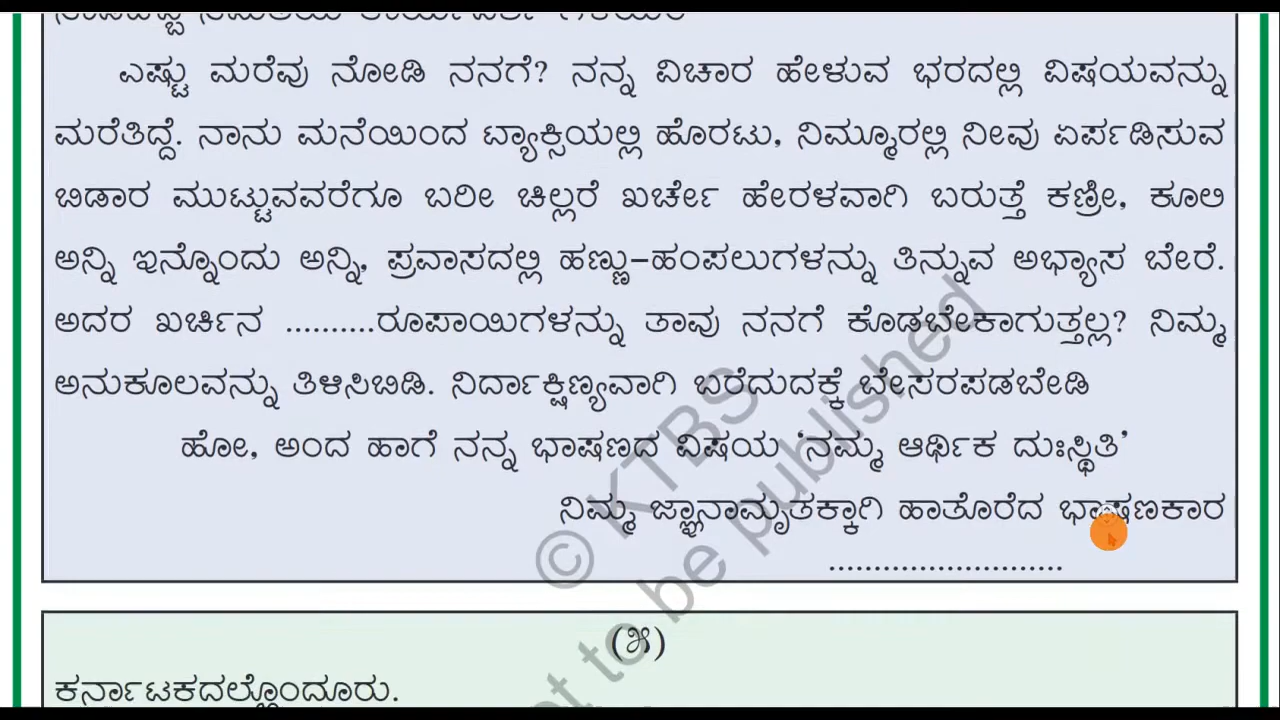 ಎಷ್ಟು ಮರೆವು ನೋಡಿ ನನಗೆ? ನನ್ನ ವಿಚಾರ ಹೇಳುವ ಭರದಲ್ಲಿ ವಿಷಯವನ್ನು
ಮರೆತಿದ್ದೆ. ನಾನು ಮನೆಯಿಂದ ಟ್ಯಾಕ್ಸಿಯಲ್ಲಿ ಹೊರಟು, ನಿಮ್ಮೂರಲ್ಲಿ ನೀವು ಏರ್ಪಡಿಸುವ
ಬಿಡಾರ ಮುಟ್ಟುವವರೆಗೂ ಬರೀ ಚಿಲ್ಲರೆ ಖರ್ಚೇ ಹೇರಳವಾಗಿ ಬರುತ್ತೆ ಕಣ್ರೀ, ಕೂಲಿ
ಅನ್ನಿ ಇನ್ನೊಂದು ಅನ್ನಿ, ಪ್ರವಾಸದಲ್ಲಿ ಹಣ್ಣು-ಹಂಪಲುಗಳನ್ನು ತಿನ್ನುವ ಅಭ್ಯಾಸ ಬೇರೆ.
ಅದರ ಖರ್ಚಿನ ..........ರೂಪಾಯಿಗಳನ್ನು ತಾವು ನನಗೆ ಕೊಡಬೇಕಾಗುತ್ತಲ್ಲ? ನಿಮ್ಮ
ಅನುಕೂಲವನ್ನು ತಿಳಿಸಿಬಿಡಿ. ನಿರ್ದಾಕ್ಷಿಣ್ಯವಾಗಿ ಬರೆದುದಕ್ಕೆ ಬೇಸರಪಡಬೇಡಿ
ಹೋ, ಅಂದ ಹಾಗೆ ನನ್ನ ಭಾಷಣದ ವಿಷಯ ‘ನಮ್ಮ ಆರ್ಥಿಕ ದುಃಸ್ಥಿತಿ’
ನಿಮ್ಮ ಜ್ಞಾನಾಮೃತಕ್ಕಾಗಿ ಹಾತೊರೆದ ಭಾಷಣಕಾರ
..........................
© KTBS
not to be published
(೫)
ಕರ್ನಾಟಕದಲ್ಲೊಂದೂರು.